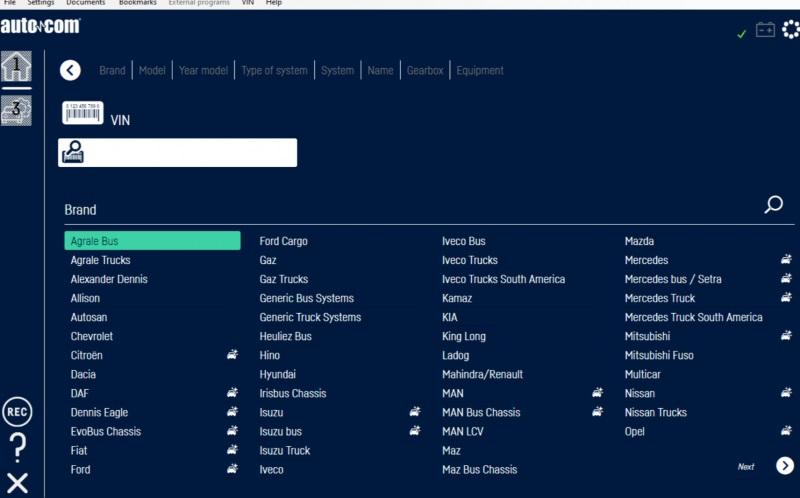 File Settings Documents Bookmarks External programs VIN Help
autocom
1
3
Brand Model Year model Type of system System Name Gearbox Equipment
VIN
Brand
Agrale Bus Ford Cargo Iveco Bus Mazda
Agrale Trucks Gaz Iveco Trucks Mercedes
Alexander Dennis Gaz Trucks Iveco Trucks South America Mercedes bus / Setra
Allison Generic Bus Systems Kamaz Mercedes Truck
Autosan Generic Truck Systems KIA Mercedes Truck South America
Chevrolet Heuliez Bus King Long Mitsubishi
Citroën Hino Ladog Mitsubishi Fuso
Dacia Hyundai Mahindra/Renault Multicar
DAF Irisbus Chassis MAN Nissan
Dennis Eagle Isuzu MAN Bus Chassis Nissan Trucks
EvoBus Chassis Isuzu bus MAN LCV Opel
Fiat Isuzu Truck Maz
Ford Iveco Maz Bus Chassis
Next
REC
?